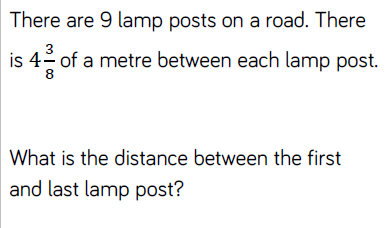 There are 9 lamp posts on a road. There
is 4 3/8 of a metre between each lamp post.
What is the distance between the first
and last lamp post?